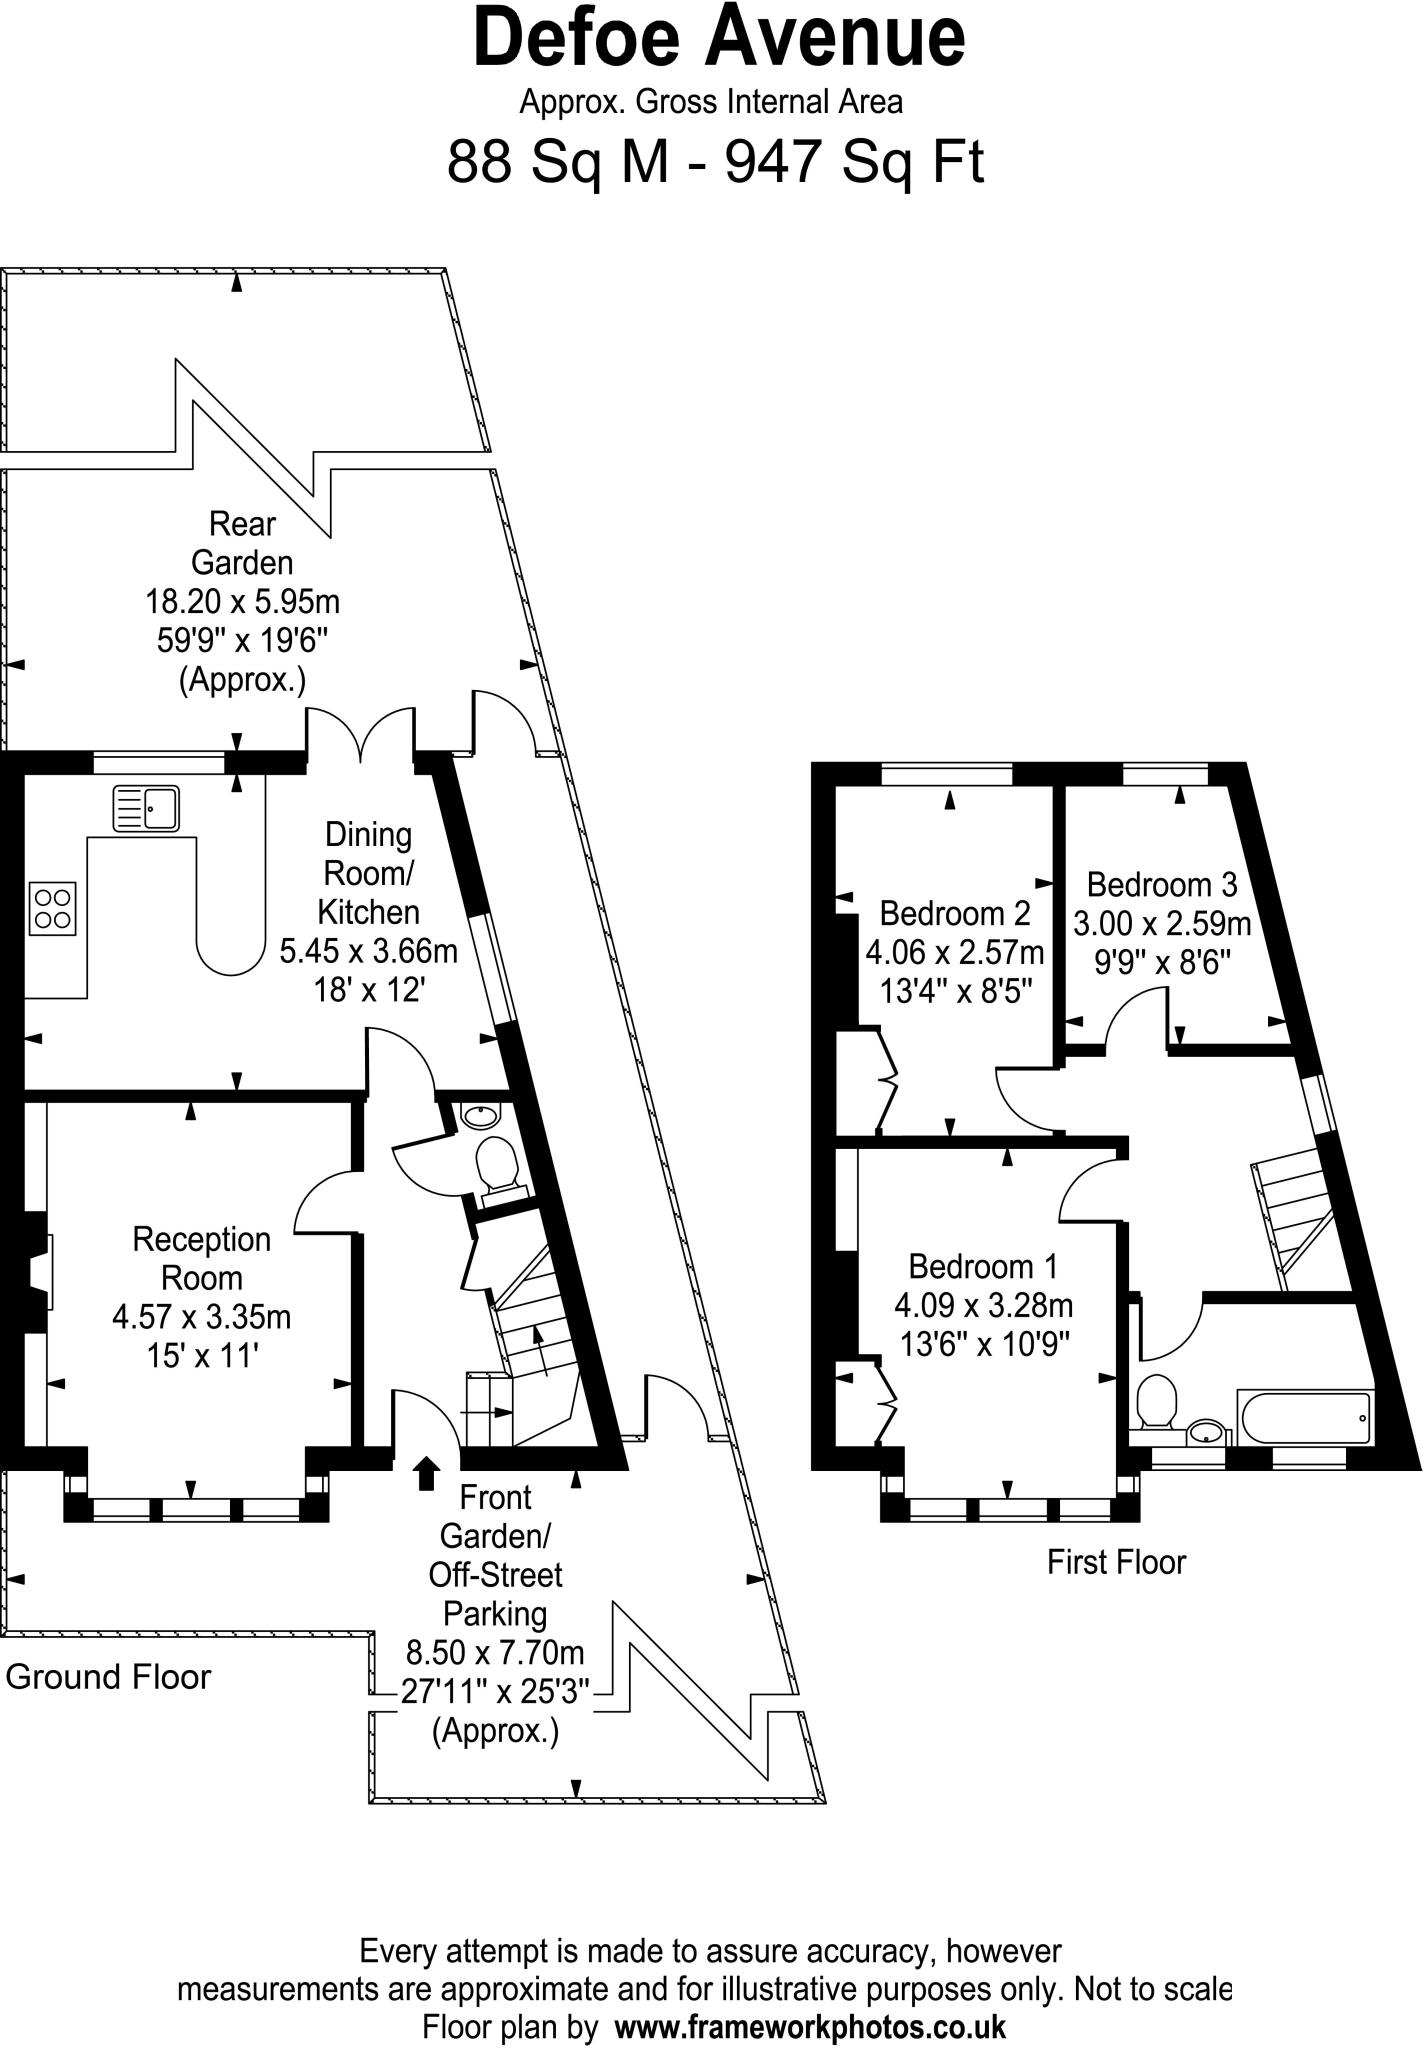 Defoe Avenue
Approx. Gross Internal Area
88 Sq M - 947 Sq Ft
Rear
Garden
18.20 x 5.95m
59'9" x 19'6"
(Approx.)
Dining
Room/
Kitchen
5.45 x 3.66m
18' x 12'
Reception
Room
4.57 x 3.35m
15' x 11'
Front
Garden/
Off-Street
Parking
8.50 x 7.70m
27'11" x 25'3"
(Approx.)
Ground Floor
Bedroom 2
4.06 x 2.57m
13'4" x 8'5"
Bedroom 3
3.00 x 2.59m
9'9" x 8'6"
Bedroom 1
4.09 x 3.28m
13'6" x 10'9"
First Floor
Every attempt is made to assure accuracy, however
measurements are approximate and for illustrative purposes only. Not to scale
Floor plan by www.frameworkphotos.co.uk